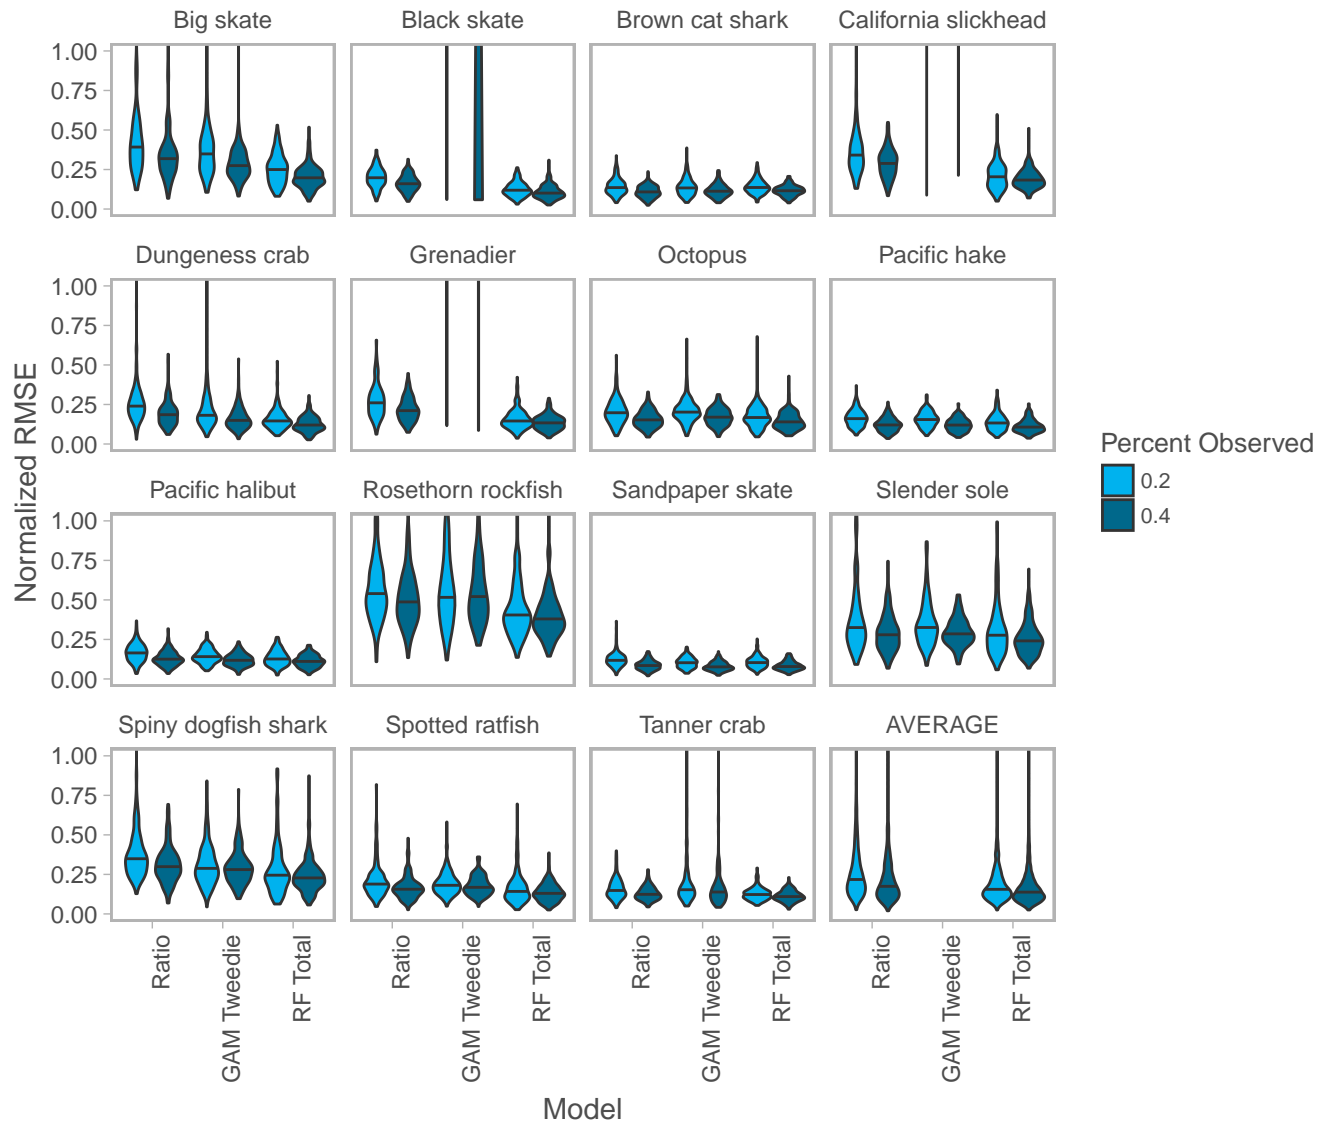 Big skate
Black skate
Brown cat shark
California slickhead
1.00
0.75
0.50
0.25
0.00
Dungeness crab
Grenadier
Octopus
Pacific hake
1.00
0.75
0.50
0.25
0.00
Pacific halibut
Rosethorn rockfish
Sandpaper skate
Slender sole
1.00
0.75
0.50
0.25
0.00
Spiny dogfish shark
Spotted ratfish
Tanner crab
AVERAGE
1.00
0.75
0.50
0.25
0.00
Normalized RMSE
Ratio
GAM Tweedie
RF Total
Ratio
GAM Tweedie
RF Total
Ratio
GAM Tweedie
RF Total
Ratio
GAM Tweedie
RF Total
Model
Percent Observed
0.2
0.4